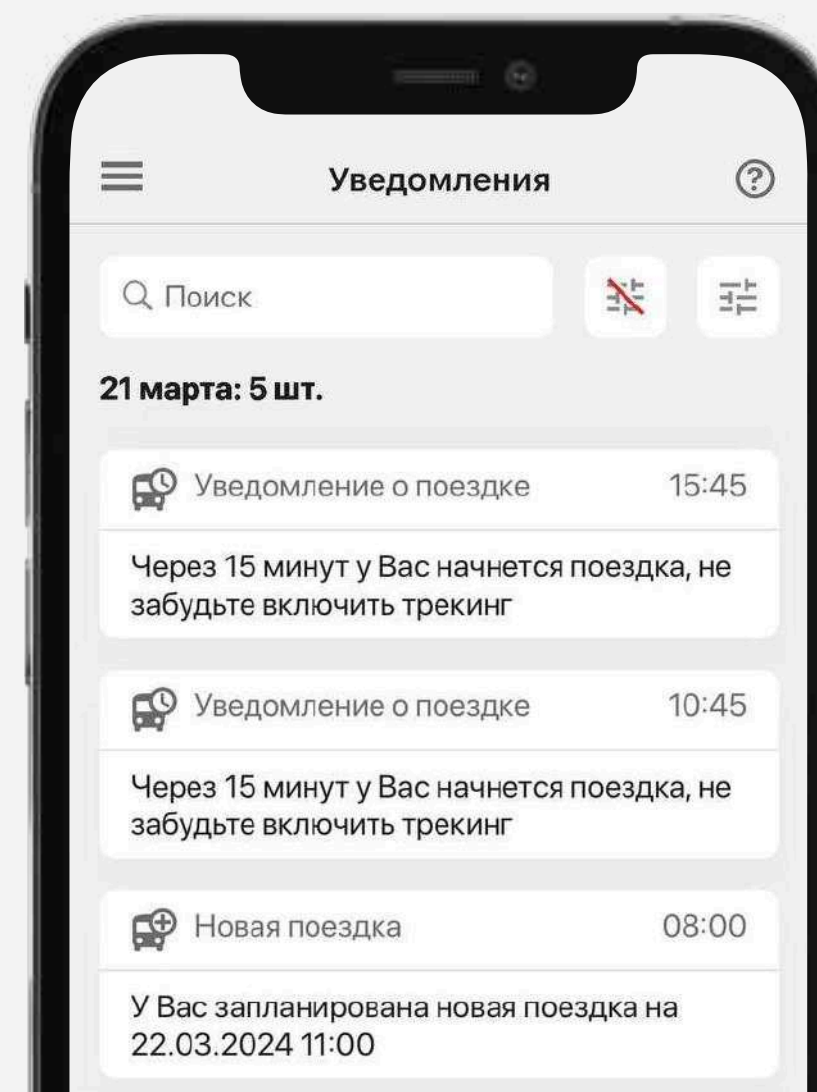 Уведомления
?
Поиск
21 марта: 5 шт.
Уведомление о поездке 15:45
Через 15 минут у Вас начнется поездка, не
забудьте включить трекинг
Уведомление о поездке 10:45
Через 15 минут у Вас начнется поездка, не
забудьте включить трекинг
Новая поездка 08:00
У Вас запланирована новая поездка на
22.03.2024 11:00